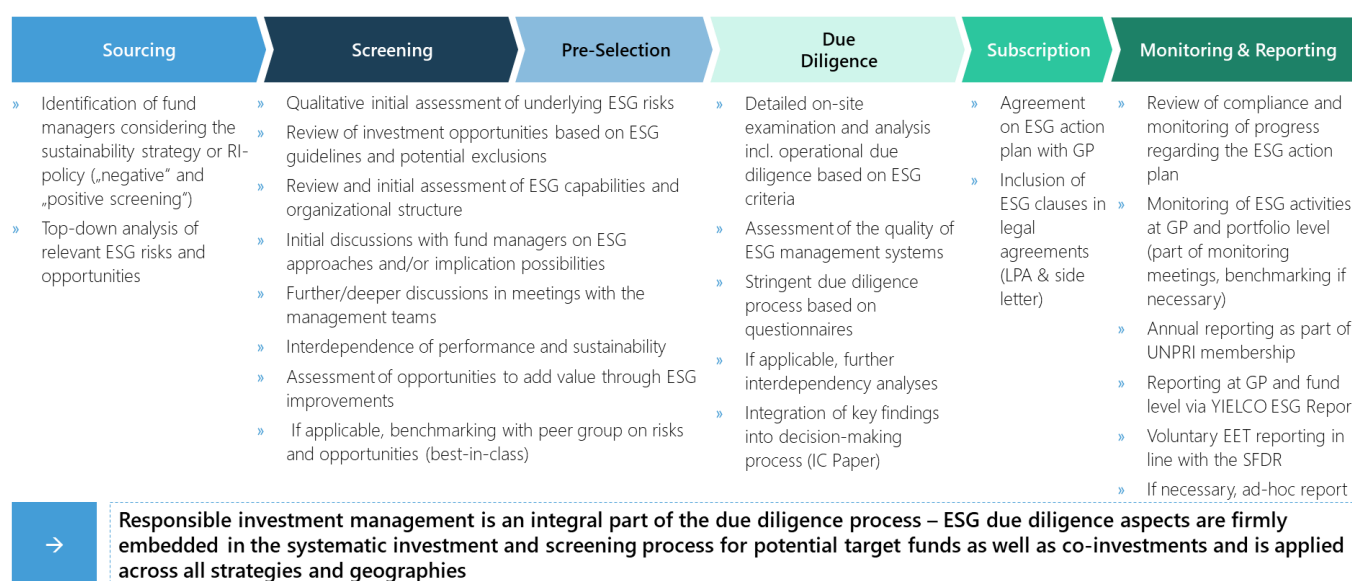 Sourcing
Screening
Pre-Selection
Due
Diligence
Subscription
Monitoring & Reporting
» Identification of fund
managers considering the
sustainability strategy or RI-
policy („negative“ and
„positive screening“)
» Top-down analysis of
relevant ESG risks and
opportunities
» Qualitative initial assessment of underlying ESG risks
» Review of investment opportunities based on ESG
guidelines and potential exclusions
» Review and initial assessment of ESG capabilities and
organizational structure
» Initial discussions with fund managers on ESG
approaches and/or implication possibilities
» Further/deeper discussions in meetings with the
management teams
» Interdependence of performance and sustainability
» Assessment of opportunities to add value through ESG
improvements
» If applicable, benchmarking with peer group on risks
and opportunities (best-in-class)
» Detailed on-site
examination and analysis
incl. operational due
diligence based on ESG
criteria
» Assessment of the quality of
ESG management systems
» Stringent due diligence
process based on
questionnaires
» If applicable, further
interdependency analyses
» Integration of key findings
into decision-making
process (IC Paper)
» Agreement
on ESG action
plan with GP
» Inclusion of
ESG clauses in
legal
agreements
(LPA & side
letter)
» Review of compliance and
monitoring of progress
regarding the ESG action
plan
» Monitoring of ESG activities
at GP and portfolio level
(part of monitoring
meetings, benchmarking if
necessary)
» Annual reporting as part of
UNPRI membership
» Reporting at GP and fund
level via YIELCO ESG Repor
» Voluntary EET reporting in
line with the SFDR
» If necessary, ad-hoc report
→
Responsible investment management is an integral part of the due diligence process – ESG due diligence aspects are firmly
embedded in the systematic investment and screening process for potential target funds as well as co-investments and is applied
across all strategies and geographies